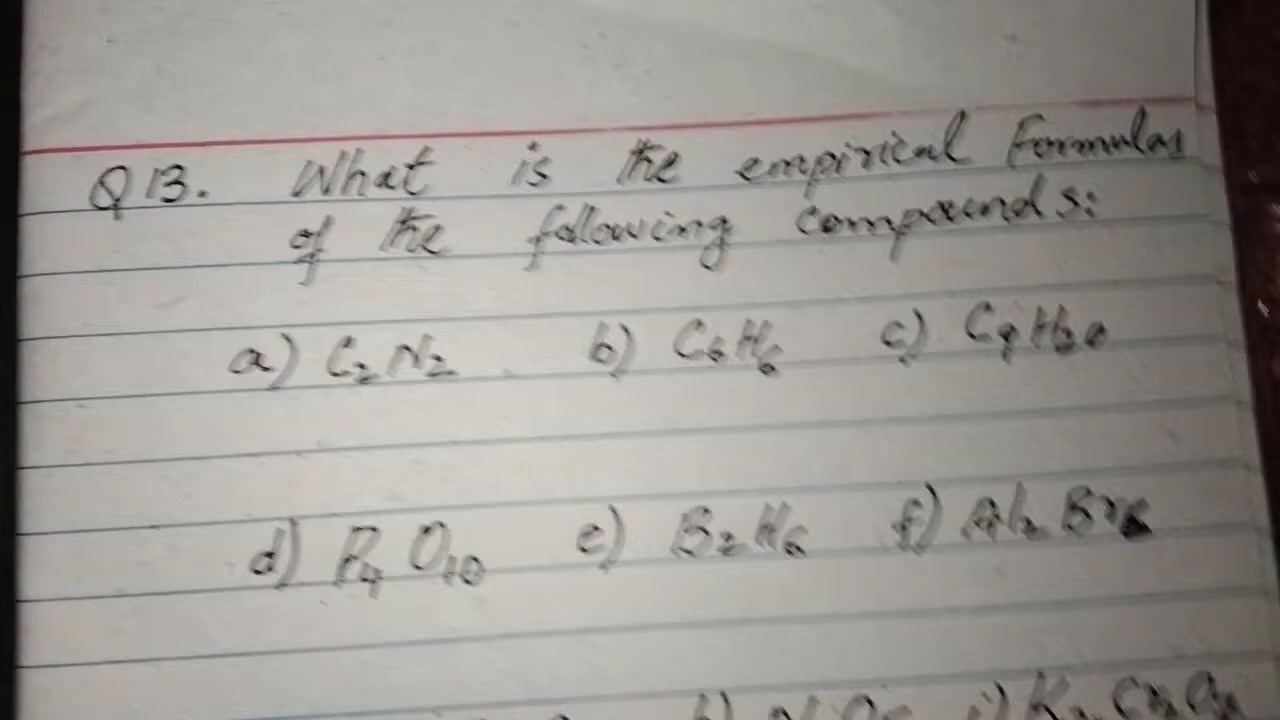 Q13. What is the empirical Formulas
of the following compounds:
a) C₂N₂ b) C₆H₆ c) C₉H₂₀
d) P₄O₁₀ e) B₂H₆ f) Al₂Br₆